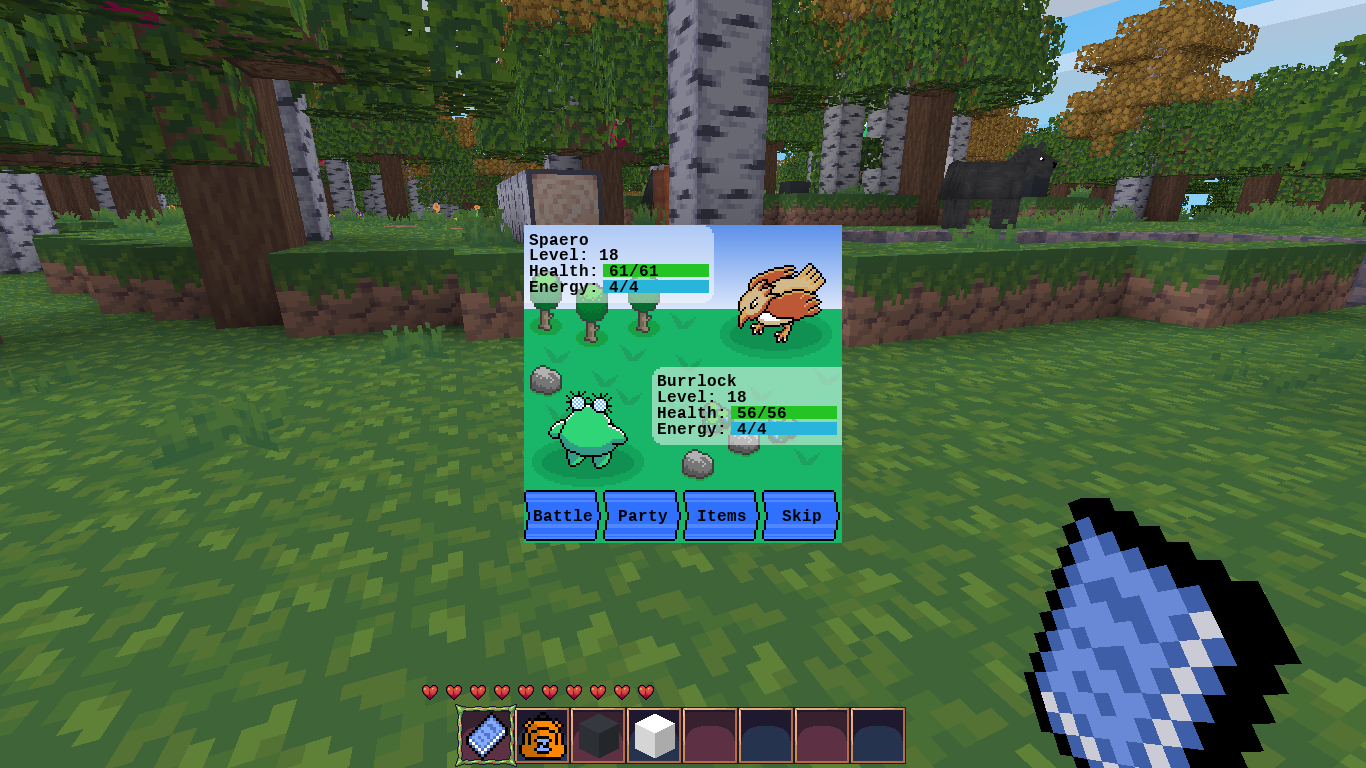 Spaero
Level: 18
Health: 61/61
Energy: 4/4
Burrlock
Level: 18
Health: 56/56
Energy: 4/4
Battle Party Items Skip